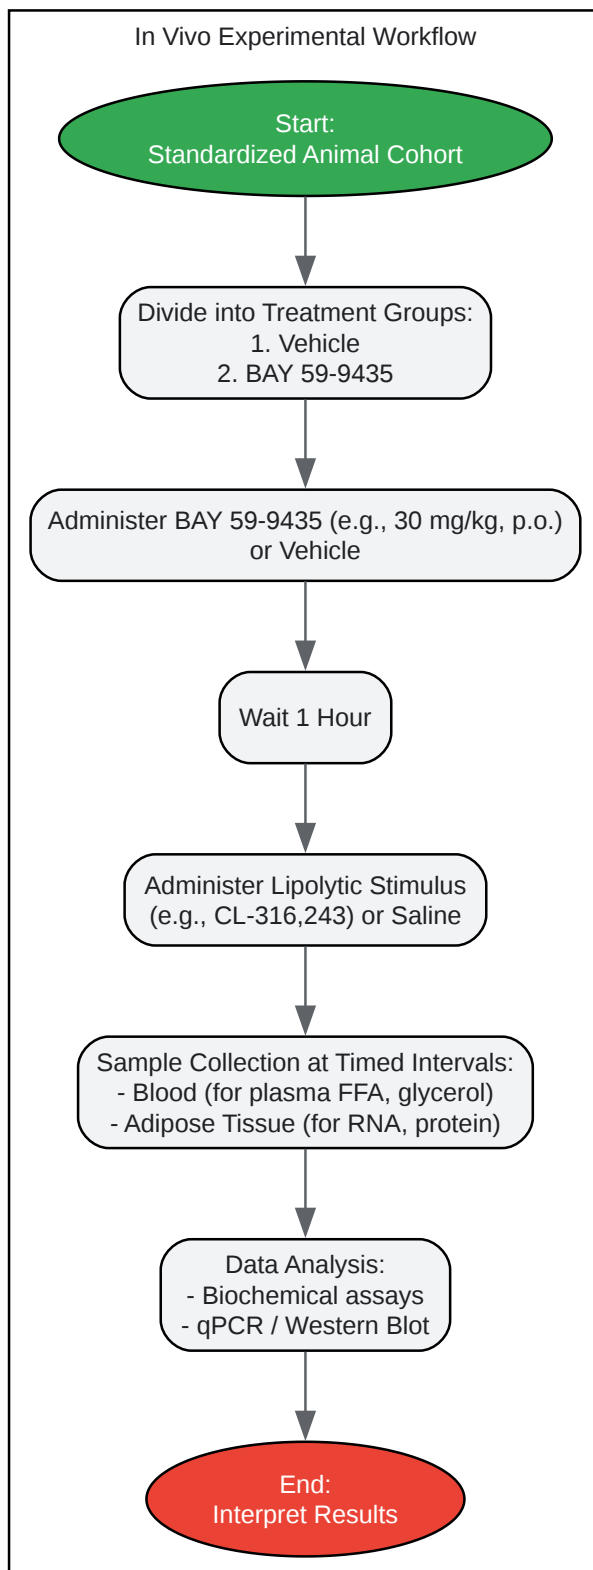 In Vivo Experimental Workflow
Start:
Standardized Animal Cohort
Divide into Treatment Groups:
1. Vehicle
2. BAY 59-9435
Administer BAY 59-9435 (e.g., 30 mg/kg, p.o.)
or Vehicle
Wait 1 Hour
Administer Lipolytic Stimulus
(e.g., CL-316,243) or Saline
Sample Collection at Timed Intervals:
- Blood (for plasma FFA, glycerol)
- Adipose Tissue (for RNA, protein)
Data Analysis:
- Biochemical assays
- qPCR / Western Blot
End:
Interpret Results